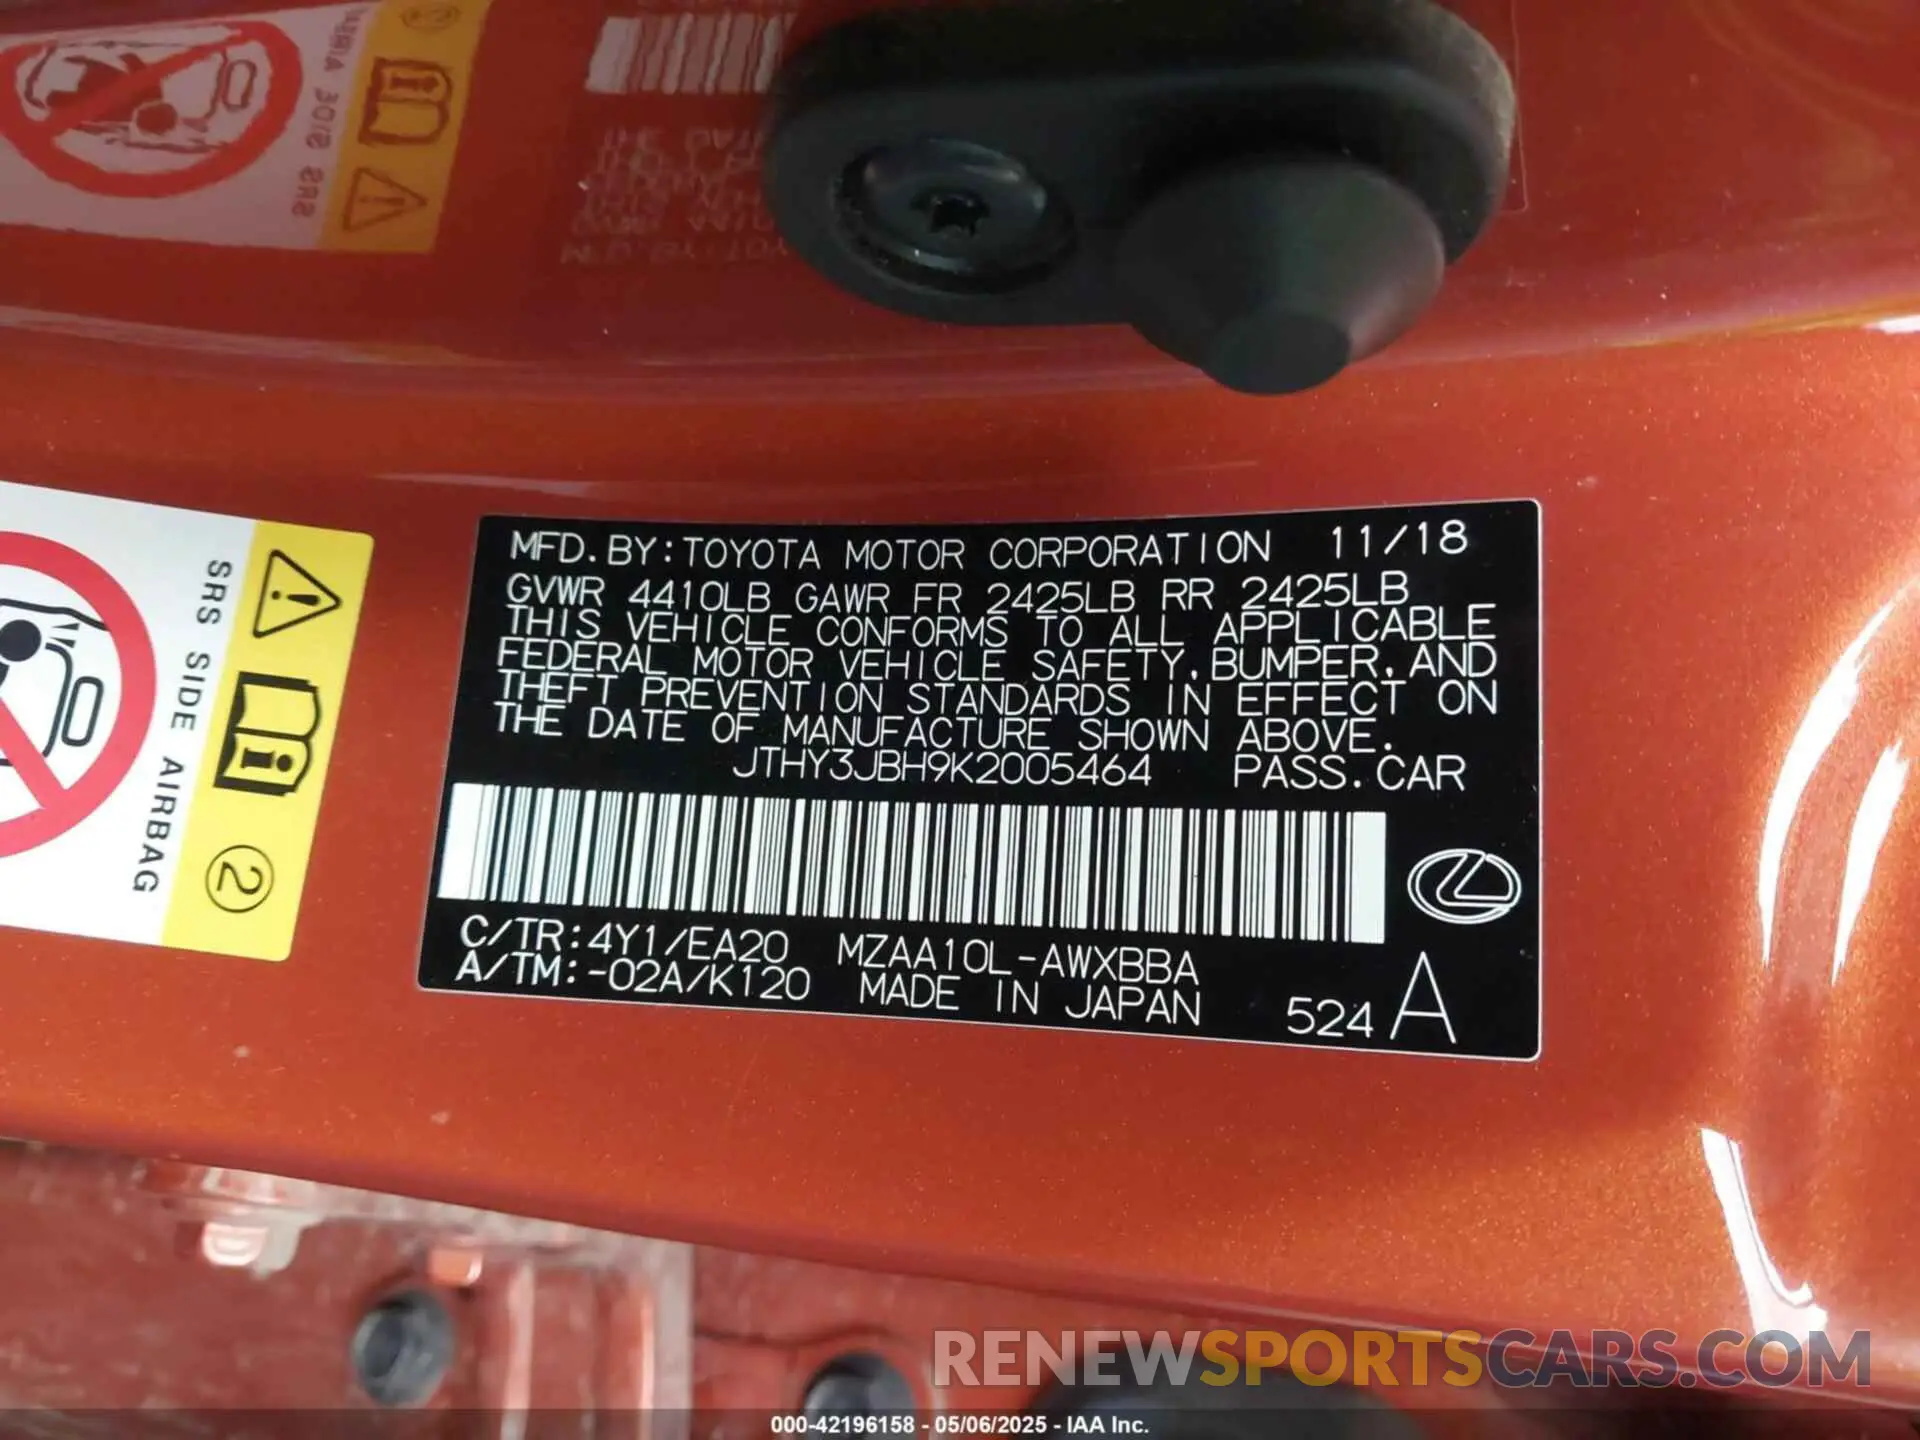 SRS SIDE AIRBAG
2
MFD. BY: TOYOTA MOTOR CORPORATION 11/18
GVWR 4410LB GAWR FR 2425LB RR 2425LB
THIS VEHICLE CONFORMS TO ALL APPLICABLE
FEDERAL MOTOR VEHICLE SAFETY, BUMPER, AND
THEFT PREVENTION STANDARDS IN EFFECT ON
THE DATE OF MANUFACTURE SHOWN ABOVE.
JTHY3JBH9K2005464 PASS. CAR
C/TR: 4Y1/EA20 MZAA10L-AWXBBA
A/TM: -02A/K120 MADE IN JAPAN 524 A
RENEWSPORTSCARS.COM
000-42196158 - 05/06/2025 - IAA Inc.